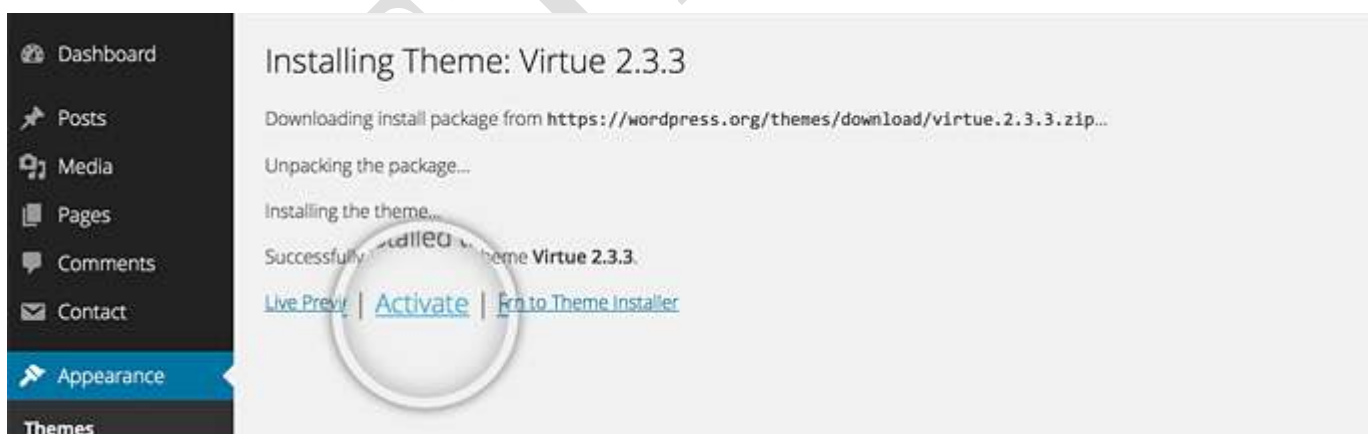 Dashboard
Posts
Media
Pages
Comments
Contact
Appearance
Themes
Installing Theme: Virtue 2.3.3
Downloading install package from https://wordpress.org/themes/download/virtue.2.3.3.zip...
Unpacking the package...
Installing the theme...
Successfully Virtue 2.3.3.
Live | Activate | to Theme Installer